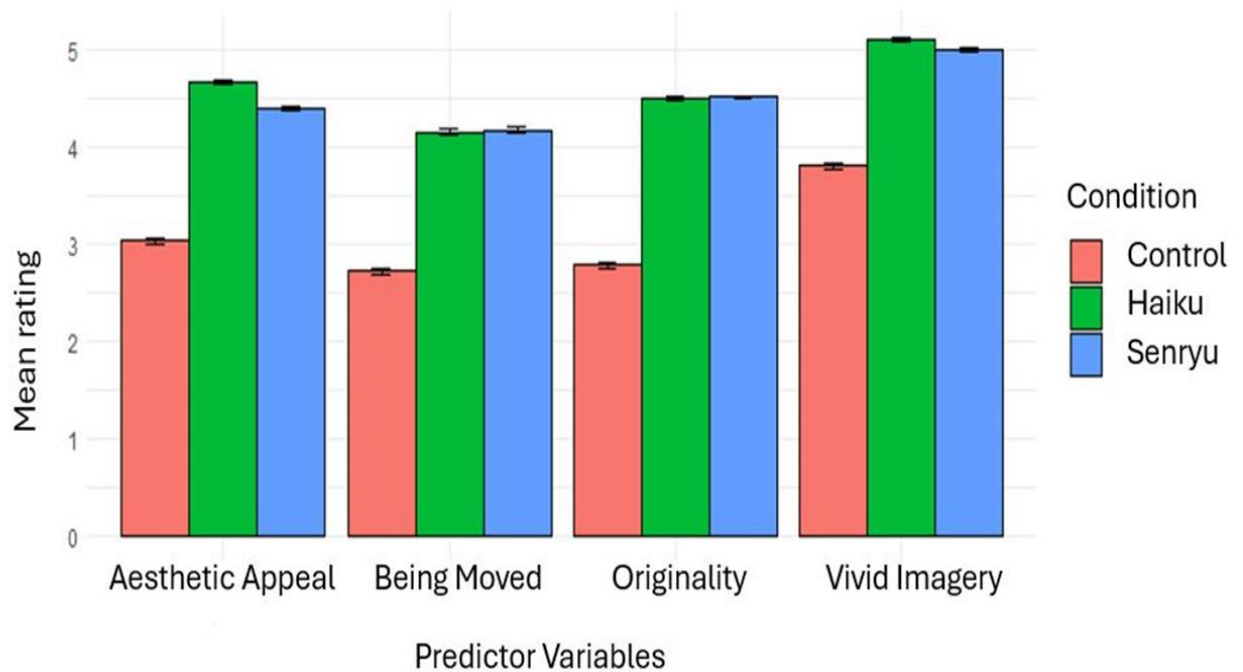 Mean rating
5
4
3
2
1
0
Aesthetic Appeal
Being Moved
Originality
Vivid Imagery
Predictor Variables
Condition
Control
Haiku
Senryu